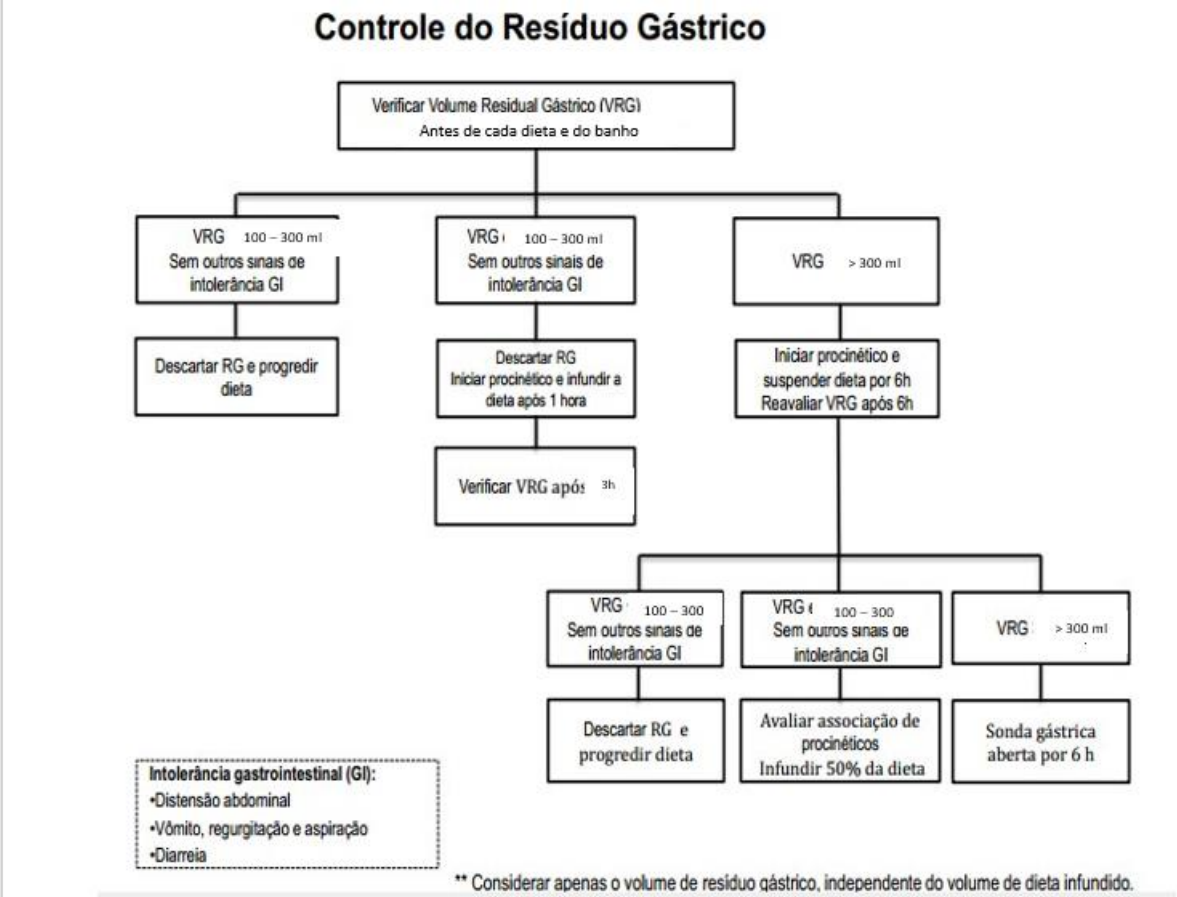 Controle do Resíduo Gástrico
Verificar Volume Residual Gástrico (VRG)
Antes de cada dieta e do banho
VRG 100 – 300 ml
Sem outros sinais de
intolerância GI
Descartar RG e progredir
dieta
VRG 100 – 300 ml
Sem outros sinais de
intolerância GI
Descartar RG
Iniciar procinético e infundir a
dieta após 1 hora
Verificar VRG após 3h
VRG > 300 ml
Iniciar procinético e
suspender dieta por 6h
Reavaliar VRG após 6h
VRG 100 – 300
Sem outros sinais de
intolerância GI
Descartar RG e
progredir dieta
VRG 100 – 300
Sem outros sinais de
intolerância GI
Avaliar associação de
procinéticos
Infundir 50% da dieta
VRG > 300 ml
Sonda gástrica
aberta por 6 h
Intolerância gastrointestinal (GI):
•Distensão abdominal
•Vômito, regurgitação e aspiração
•Diarreia
** Considerar apenas o volume de resíduo gástrico, independente do volume de dieta infundido.